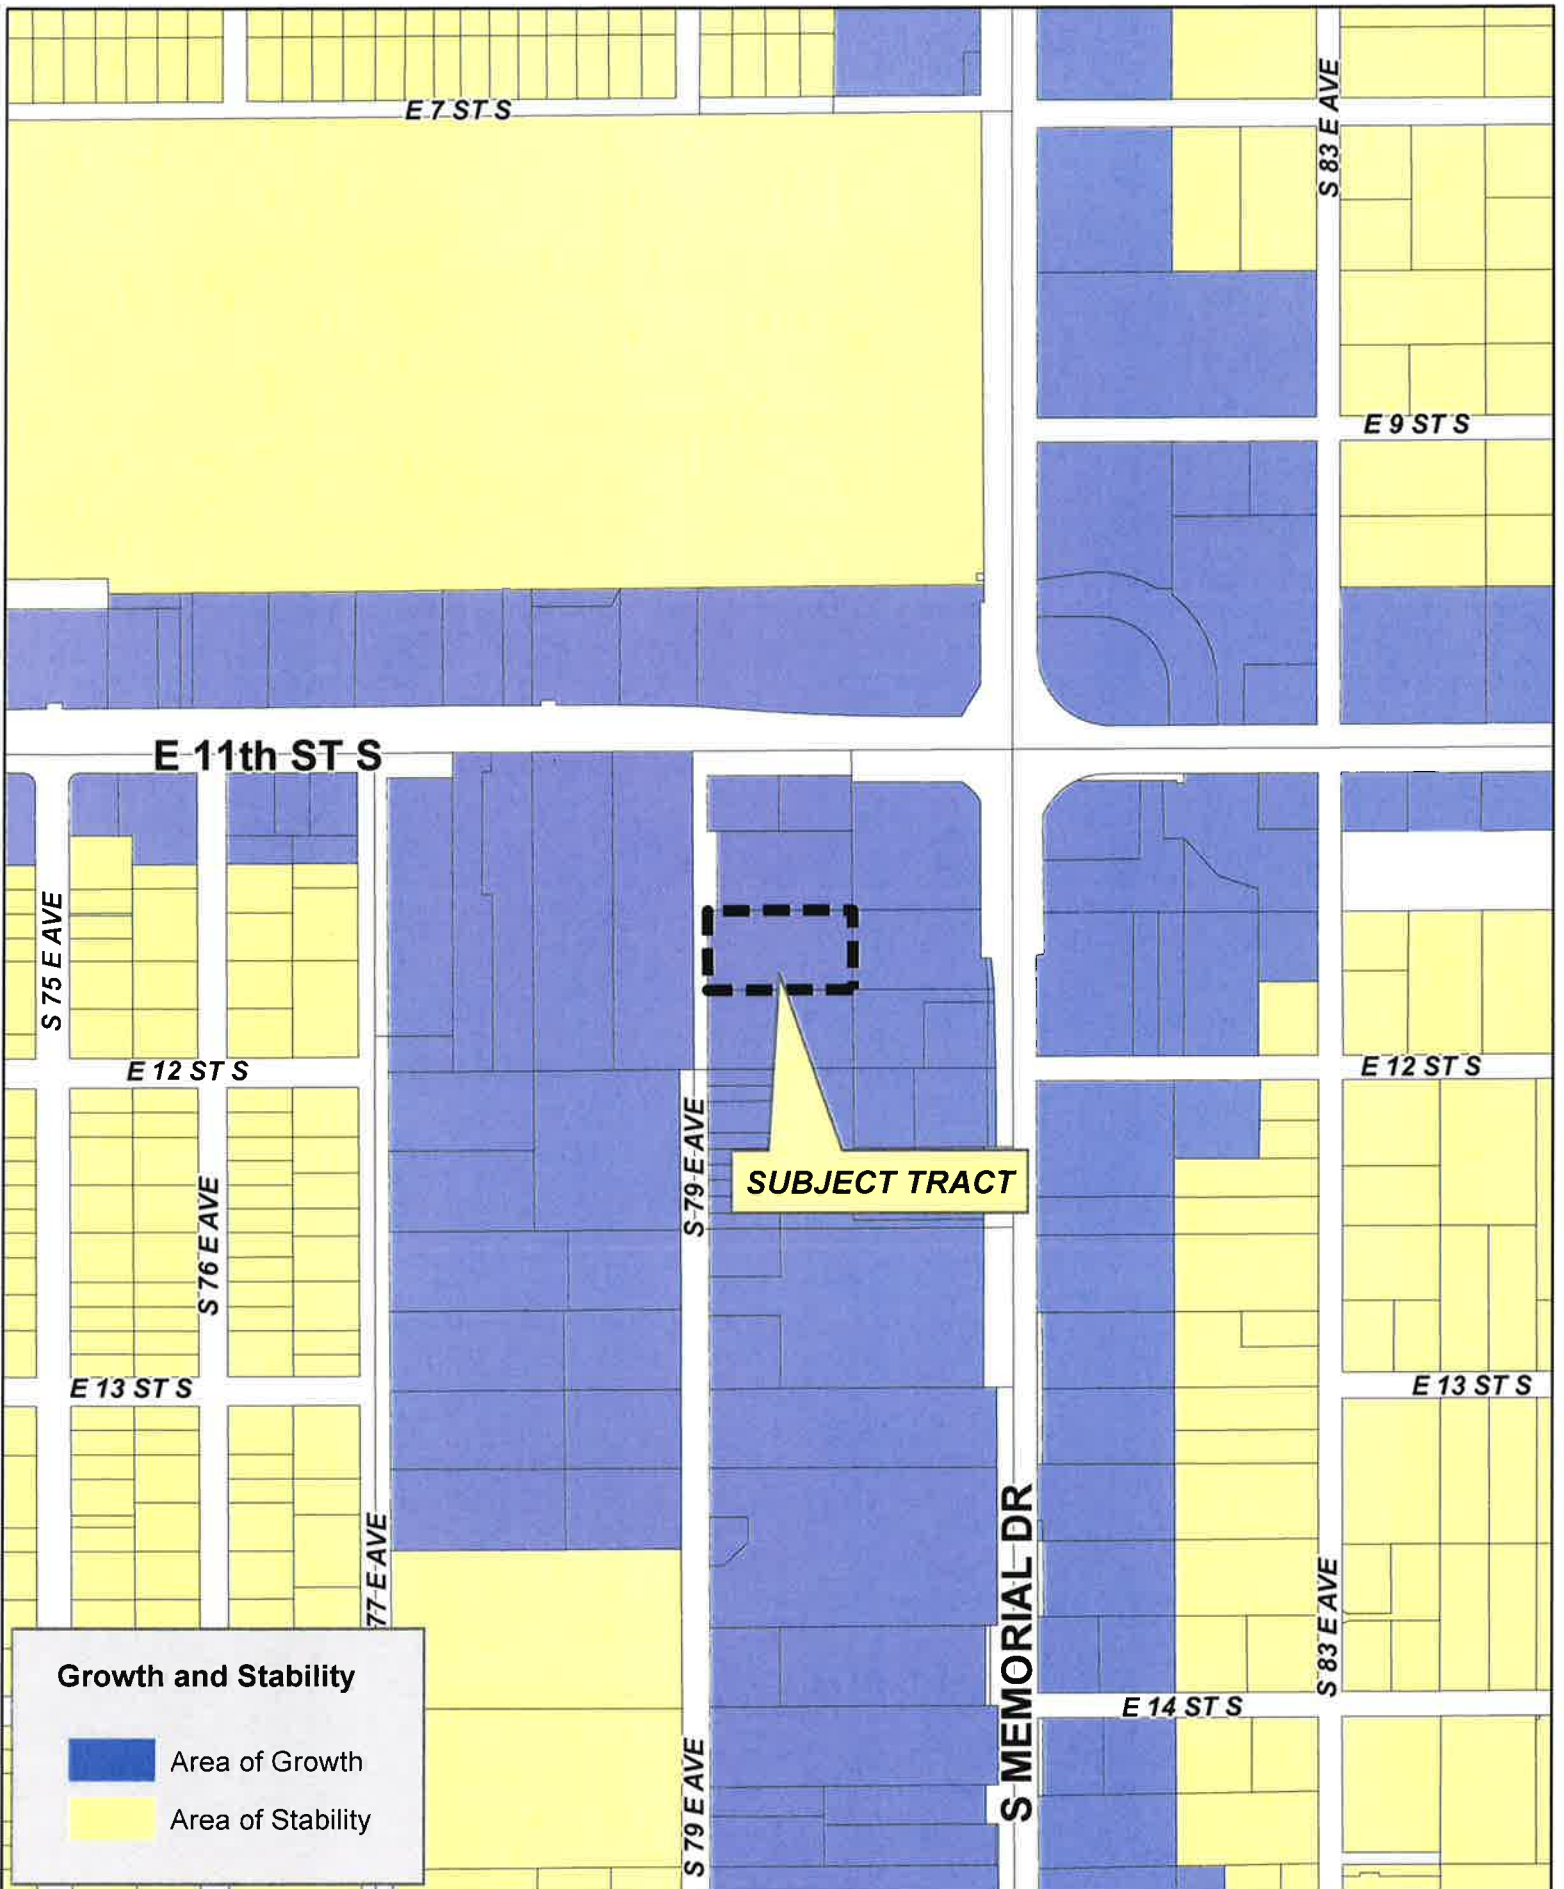 E 7 ST S
S 83 E AVE
E 9 ST S
E 11th ST S
S 75 E AVE
E 12 ST S
E 12 ST S
S 79 E AVE
SUBJECT TRACT
S 76 E AVE
E 13 ST S
E 13 ST S
77 E AVE
S MEMORIAL DR
S 83 E AVE
E 14 ST S
S 79 E AVE
Growth and Stability
Area of Growth
Area of Stability